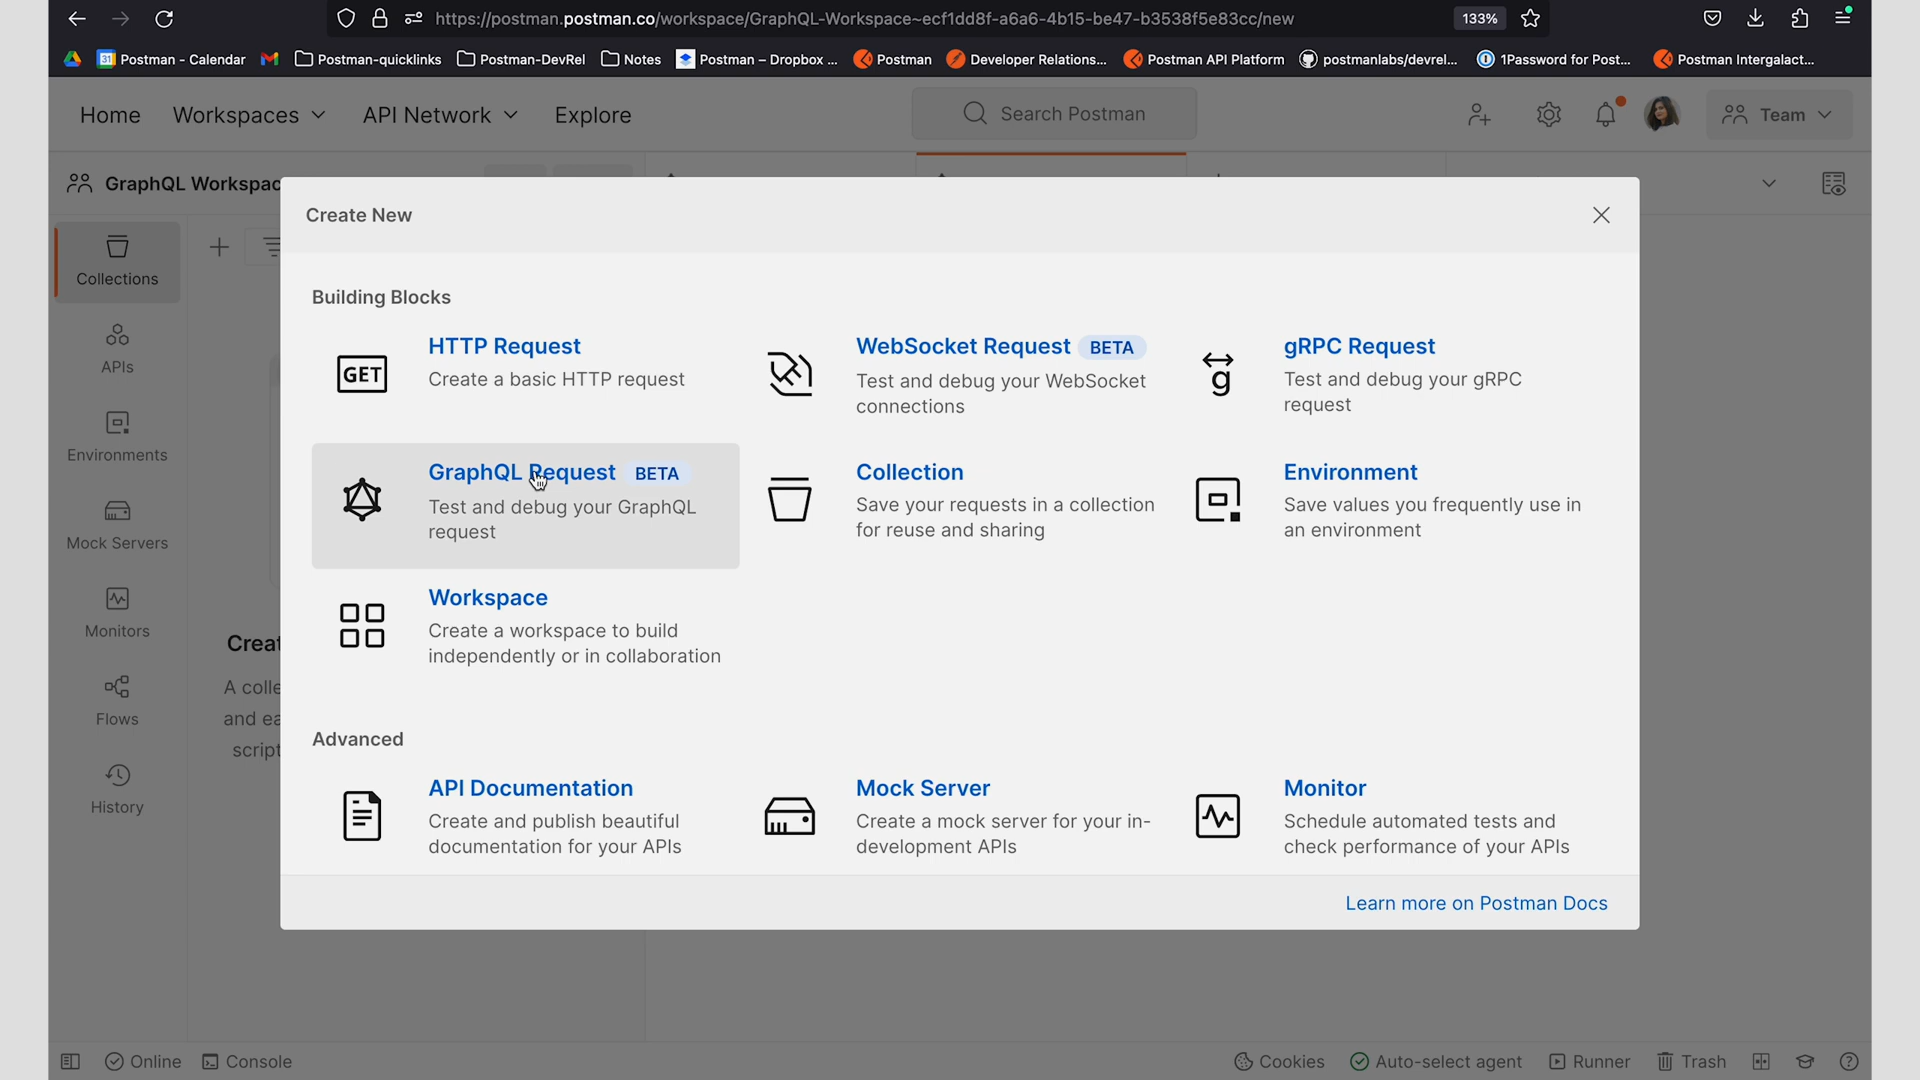 https://postman.postman.co/workspace/GraphQL-Workspace~ecf1dd8f-a6a6-4b15-be47-b3538f5e83cc/new
133%
31
Postman - Calendar
Postman-quicklinks
Postman-DevRel
Notes
Postman – Dropbox ...
Postman
Developer Relations...
Postman API Platform
postmanlabs/devrel...
1Password for Post...
Postman Intergalact...
Home
Workspaces
API Network
Explore
Search Postman
Team
GraphQL Workspac
Create New
Collections
APIs
Environments
Mock Servers
Monitors
Flows
History
Creat
A colle
and ea
script
Building Blocks
GET
HTTP Request
Create a basic HTTP request
WebSocket Request BETA
Test and debug your WebSocket
connections
g
gRPC Request
Test and debug your gRPC
request
GraphQL Request BETA
Test and debug your GraphQL
request
Collection
Save your requests in a collection
for reuse and sharing
Environment
Save values you frequently use in
an environment
Workspace
Create a workspace to build
independently or in collaboration
Advanced
API Documentation
Create and publish beautiful
documentation for your APIs
Mock Server
Create a mock server for your in-
development APIs
Monitor
Schedule automated tests and
check performance of your APIs
Learn more on Postman Docs
Online
Console
Cookies
Auto-select agent
Runner
Trash